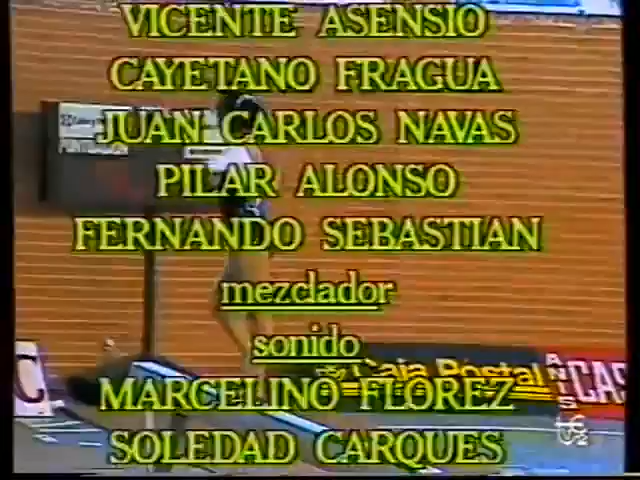 VICENTE ASENSIO
CAYETANO FRAGUA
JUAN CARLOS NAVAS
PILAR ALONSO
FERNANDO SEBASTIAN
mezclador
sonido
Caja Postal
MARCELINO FLOREZ
SOLEDAD CARQUES